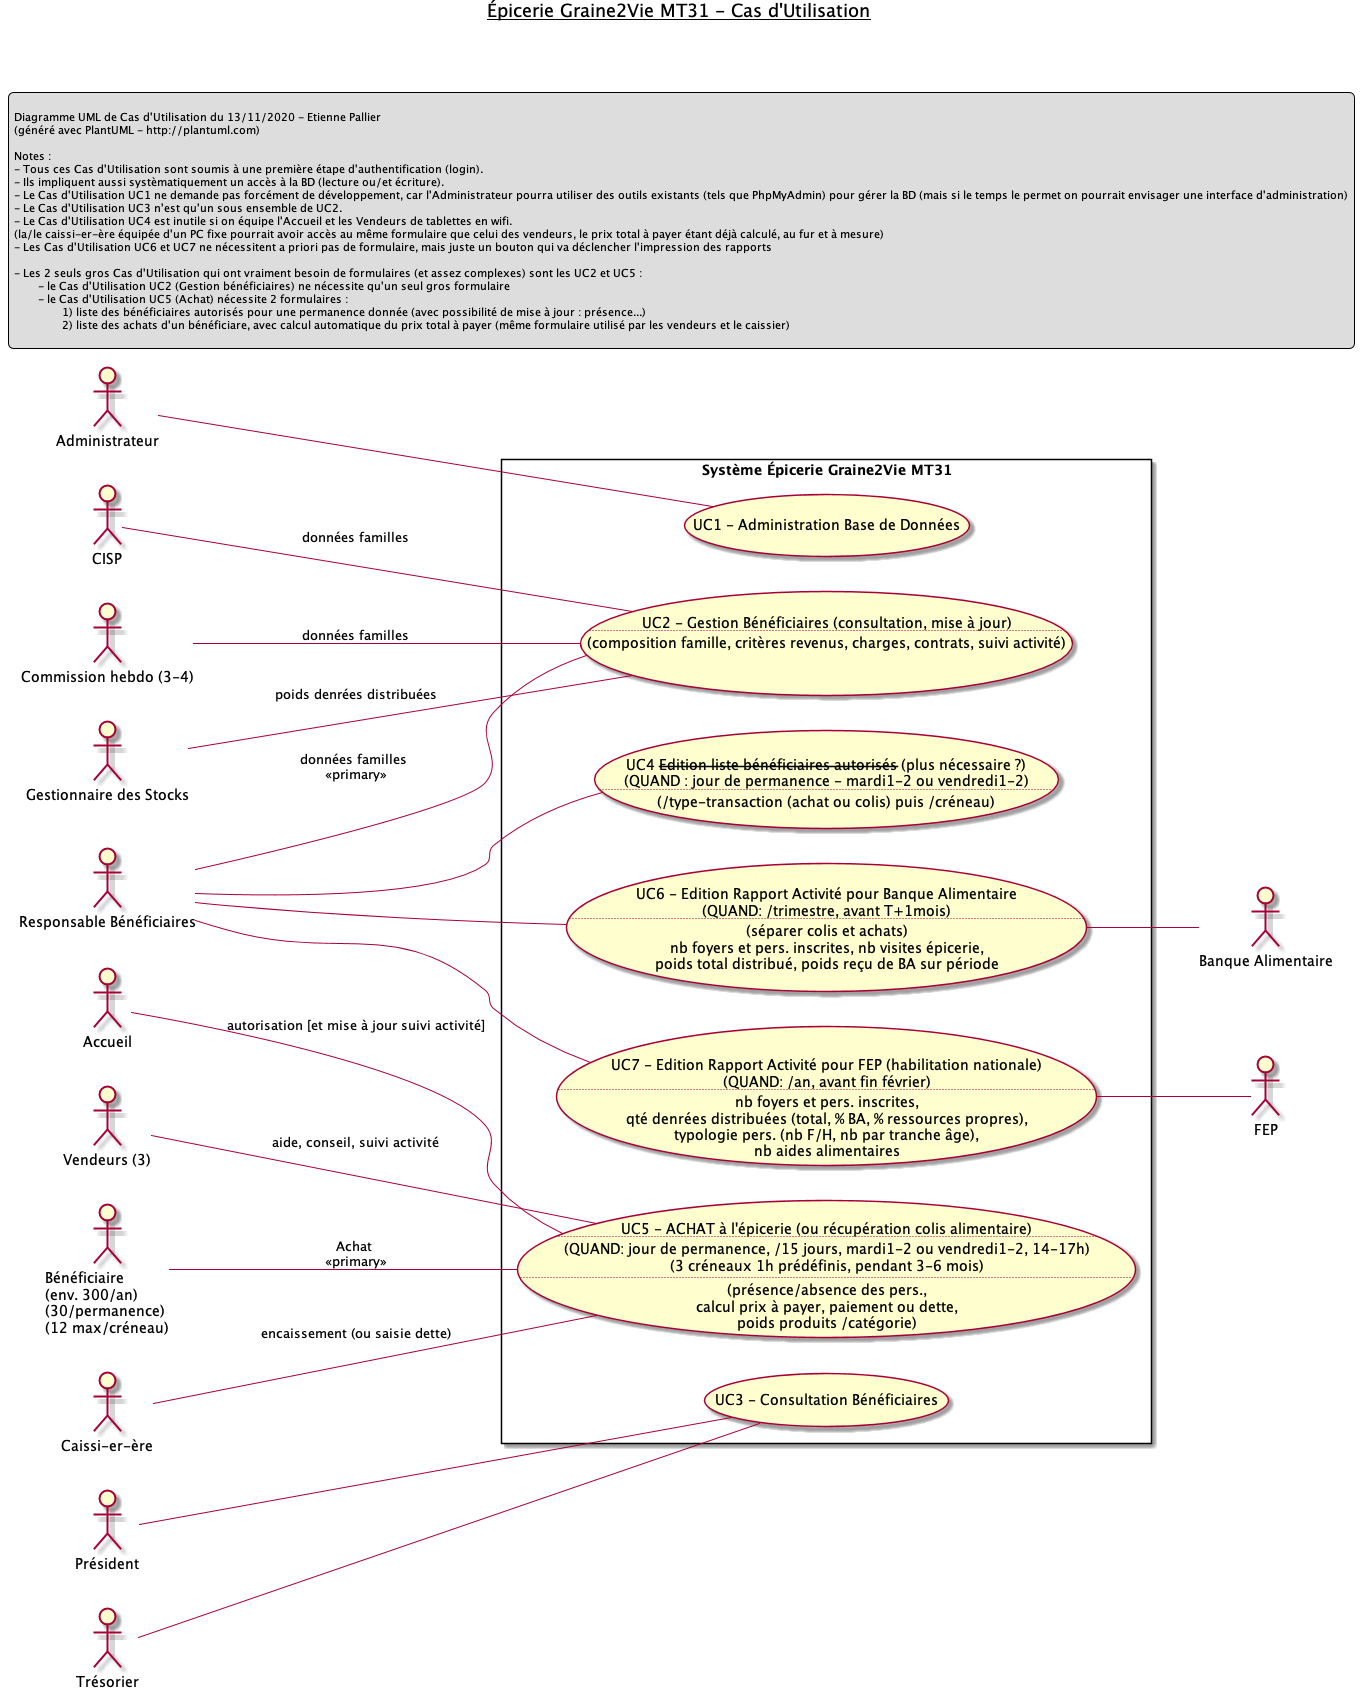 Épicerie Graine2Vie MT31 - Cas d'Utilisation
Diagramme UML de Cas d'Utilisation du 13/11/2020 - Etienne Pallier
(généré avec PlantUML - http://plantuml.com)
Notes :
- Tous ces Cas d'Utilisation sont soumis à une première étape d'authentification (login).
- Ils impliquent aussi systèmatiquement un accès à la BD (lecture ou/et écriture).
- Le Cas d'Utilisation UC1 ne demande pas forcément de développement, car l'Administrateur pourra utiliser des outils existants (tels que PhpMyAdmin) pour gérer la BD (mais si le temps le permet on pourrait envisager une interface d'administration)
- Le Cas d'Utilisation UC3 n'est qu'un sous ensemble de UC2.
- Le Cas d'Utilisation UC4 est inutile si on équipe l'Accueil et les Vendeurs de tablettes en wifi.
(la/le caissi-er-ère équipée d'un PC fixe pourrait avoir accès au même formulaire que celui des vendeurs, le prix total à payer étant déjà calculé, au fur et à mesure)
- Les Cas d'Utilisation UC6 et UC7 ne nécessitent a priori pas de formulaire, mais juste un bouton qui va déclencher l'impression des rapports
- Les 2 seuls gros Cas d'Utilisation qui ont vraiment besoin de formulaires (et assez complexes) sont les UC2 et UC5 :
- le Cas d'Utilisation UC2 (Gestion bénéficiaires) ne nécessite qu'un seul gros formulaire
- le Cas d'Utilisation UC5 (Achat) nécessite 2 formulaires :
1) liste des bénéficiaires autorisés pour une permanence donnée (avec possibilité de mise à jour : présence...)
2) liste des achats d'un bénéficiare, avec calcul automatique du prix total à payer (même formulaire utilisé par les vendeurs et le caissier)
Administrateur
Système Épicerie Graine2Vie MT31
UC1 - Administration Base de Données
CISP
données familles
UC2 - Gestion Bénéficiaires (consultation, mise à jour)
(composition famille, critères revenus, charges, contrats, suivi activité)
Commission hebdo (3-4)
données familles
Gestionnaire des Stocks
poids denrées distribuées
données familles
«primary»
UC4 Edition liste bénéficiaires autorisés (plus nécessaire ?)
(QUAND : jour de permanence - mardi1-2 ou vendredi1-2)
(/type-transaction (achat ou colis) puis /créneau)
Responsable Bénéficiaires
UC6 - Edition Rapport Activité pour Banque Alimentaire
(QUAND: /trimestre, avant T+1mois)
(séparer colis et achats)
nb foyers et pers. inscrites, nb visites épicerie,
poids total distribué, poids reçu de BA sur période
Banque Alimentaire
Accueil
autorisation [et mise à jour suivi activité]
UC7 - Edition Rapport Activité pour FEP (habilitation nationale)
(QUAND: /an, avant fin février)
nb foyers et pers. inscrites,
qté denrées distribuées (total, % BA, % ressources propres),
typologie pers. (nb F/H, nb par tranche âge),
nb aides alimentaires
FEP
Vendeurs (3)
aide, conseil, suivi activité
UC5 - ACHAT à l'épicerie (ou récupération colis alimentaire)
(QUAND: jour de permanence, /15 jours, mardi1-2 ou vendredi1-2, 14-17h)
(3 créneaux 1h prédéfinis, pendant 3-6 mois)
(présence/absence des pers.,
calcul prix à payer, paiement ou dette,
poids produits /catégorie)
Achat
«primary»
Bénéficiaire
(env. 300/an)
(30/permanence)
(12 max/créneau)
encaissement (ou saisie dette)
Caissi-er-ère
UC3 - Consultation Bénéficiaires
Président
Trésorier